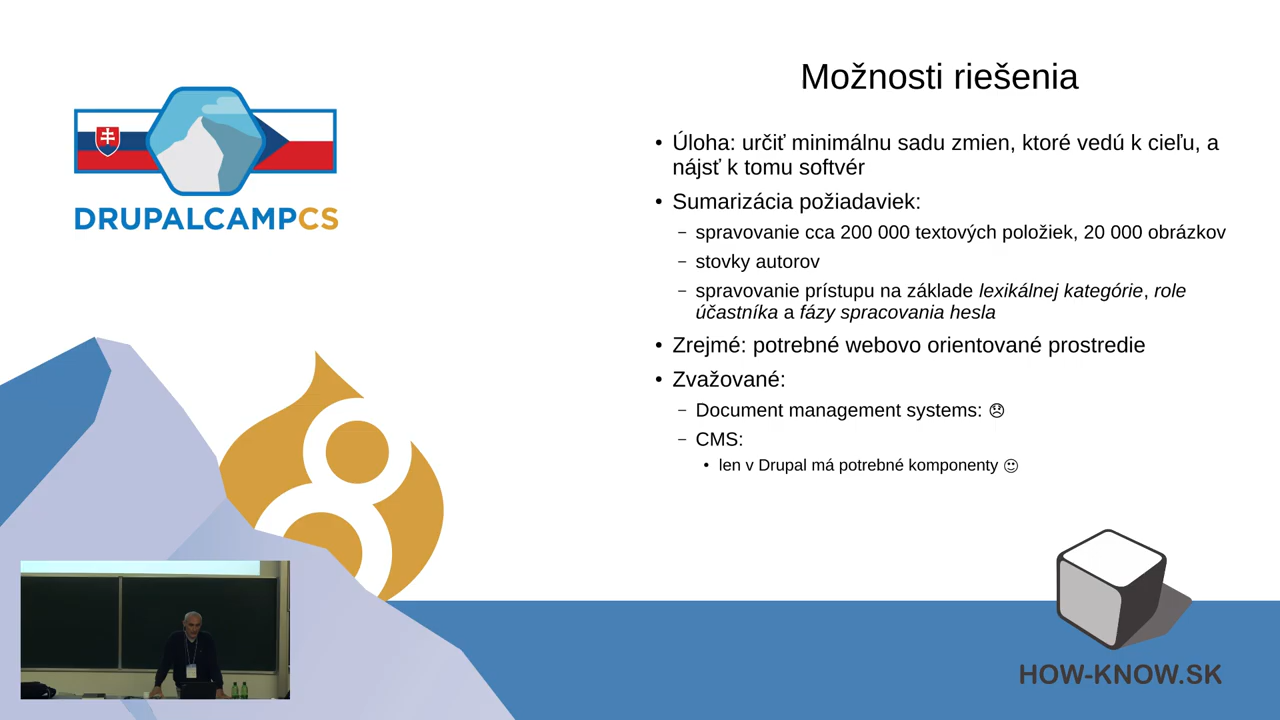 DRUPALCAMPCS
Možnosti riešenia
• Úloha: určiť minimálnu sadu zmien, ktoré vedú k cieľu, a
nájsť k tomu softvér
• Sumarizácia požiadaviek:
– spravovanie cca 200 000 textových položiek, 20 000 obrázkov
– stovky autorov
– spravovanie prístupu na základe lexikálnej kategórie, role
účastníka a fázy spracovania hesla
• Zrejmé: potrebné webovo orientované prostredie
• Zvažované:
– Document management systems: 😞
– CMS:
• len v Drupal má potrebné komponenty 🙂
HOW-KNOW.SK